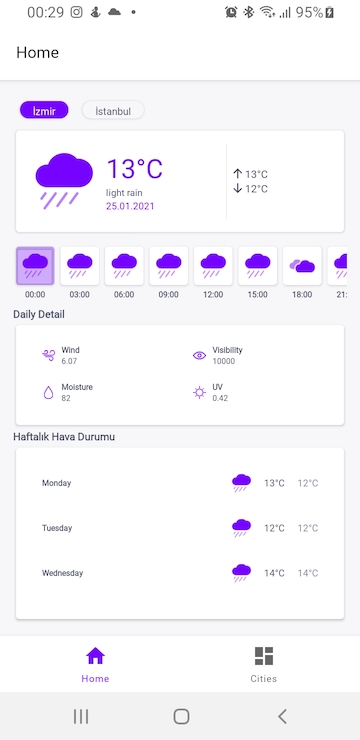 00:29 95%
Home
İzmir İstanbul
13°C
light rain
25.01.2021
13°C
12°C
00:00 03:00 06:00 09:00 12:00 15:00 18:00 21:
Daily Detail
Wind Visibility
6.07 10000
Moisture UV
82 0.42
Haftalık Hava Durumu
Monday 13°C 12°C
Tuesday 12°C 12°C
Wednesday 14°C 14°C
Home Cities